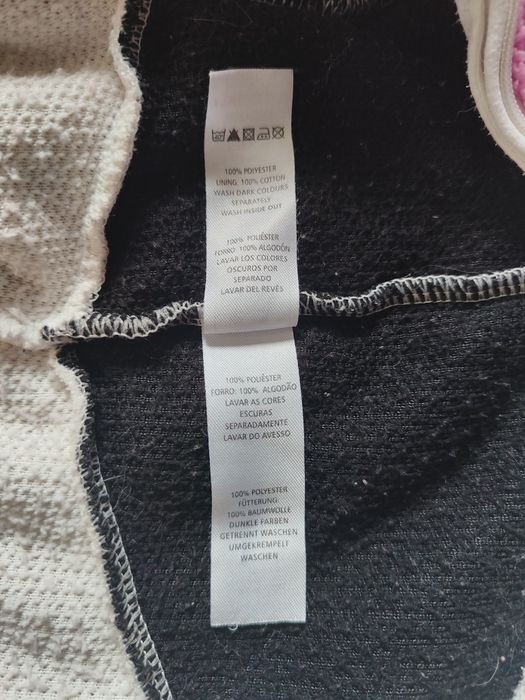 100% POLYESTER
LINING: 100% COTTON
WASH DARK COLOURS
SEPARATELY
WASH INSIDE OUT
100% POLIÉSTER
FORRO: 100% ALGODÓN
LAVAR LOS COLORES
OSCUROS POR
SEPARADO
LAVAR DEL REVÉS
100% POLIÉSTER
FORRO: 100% ALGODÃO
LAVAR AS CORES
ESCURAS
SEPARADAMENTE
LAVAR DO AVESSO
100% POLYESTER
FÜTTERUNG:
100% BAUMWOLLE
DUNKLE FARBEN
GETRENNT WASCHEN
UMGEKREMPELT
WASCHEN